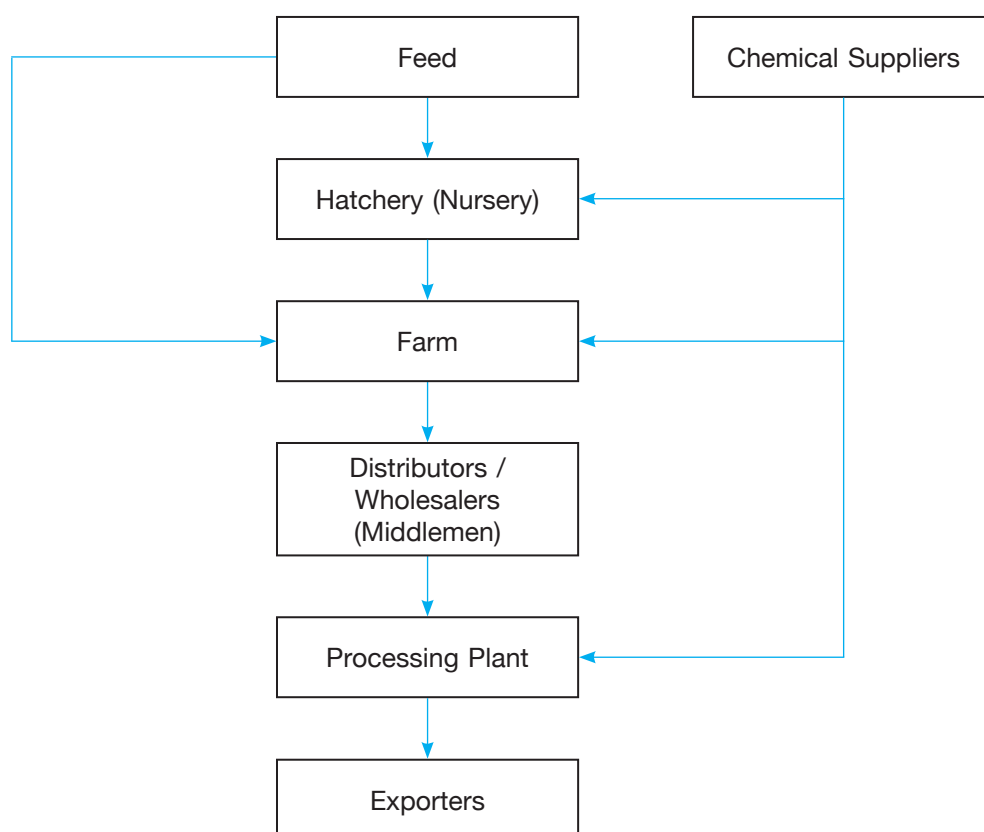 Feed
Chemical Suppliers
Hatchery (Nursery)
Farm
Distributors /
Wholesalers
(Middlemen)
Processing Plant
Exporters